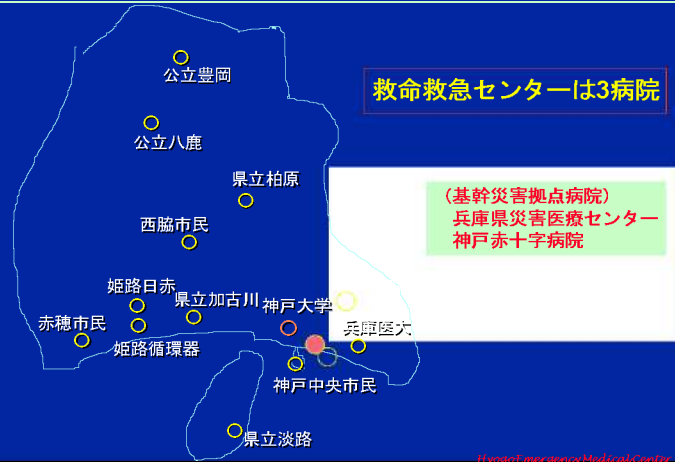 公立豊岡
救命救急センターは3病院
公立八鹿
県立柏原
（基幹災害拠点病院）
兵庫県災害医療センター
神戸赤十字病院
西脇市民
姫路日赤
県立加古川
神戸大学
赤穂市民
兵庫医大
姫路循環器
神戸中央市民
県立淡路
HyogoEmergencyMedicalCenter